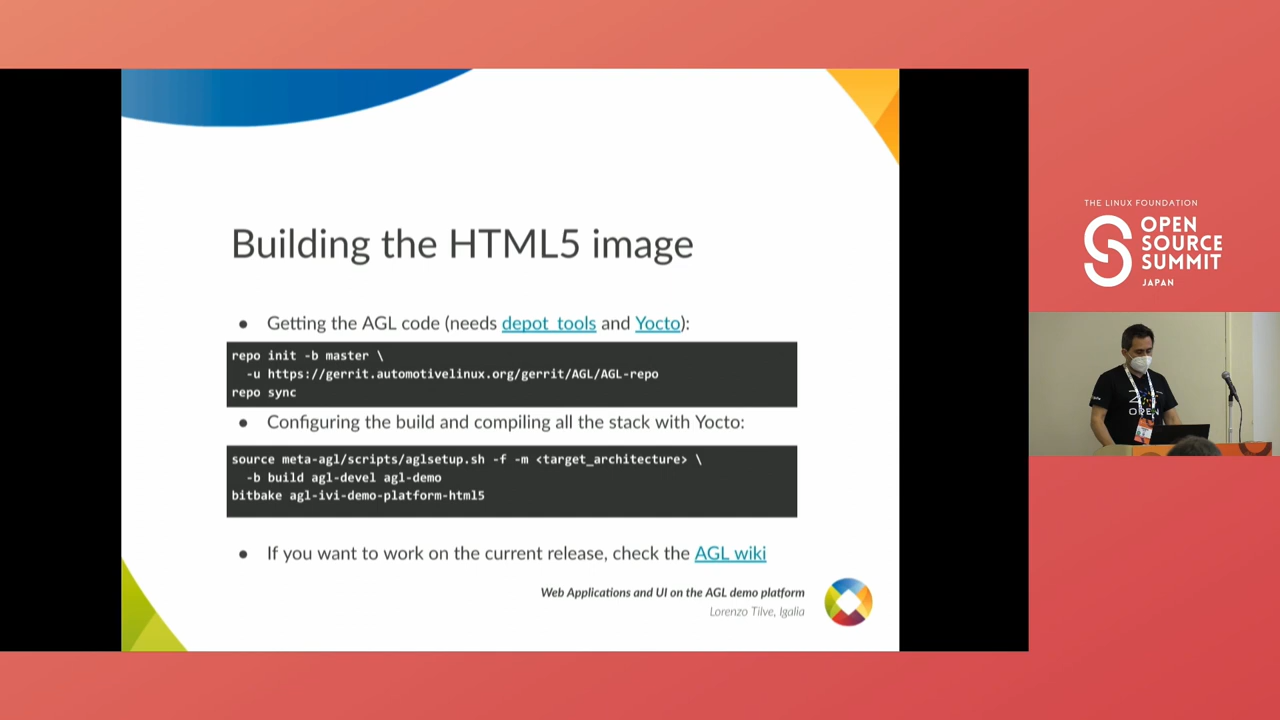 Building the HTML5 image
● Getting the AGL code (needs depot_tools and Yocto):
repo init -b master \
-u https://gerrit.automotivelinux.org/gerrit/AGL/AGL-repo
repo sync
● Configuring the build and compiling all the stack with Yocto:
source meta-agl/scripts/aglsetup.sh -f -m <target_architecture> \
-b build agl-devel agl-demo
bitbake agl-ivi-demo-platform-html5
● If you want to work on the current release, check the AGL wiki
Web Applications and UI on the AGL demo platform
Lorenzo Tilve, Igalia
THE LINUX FOUNDATION
OPEN
SOURCE
SUMMIT
JAPAN
OPEN